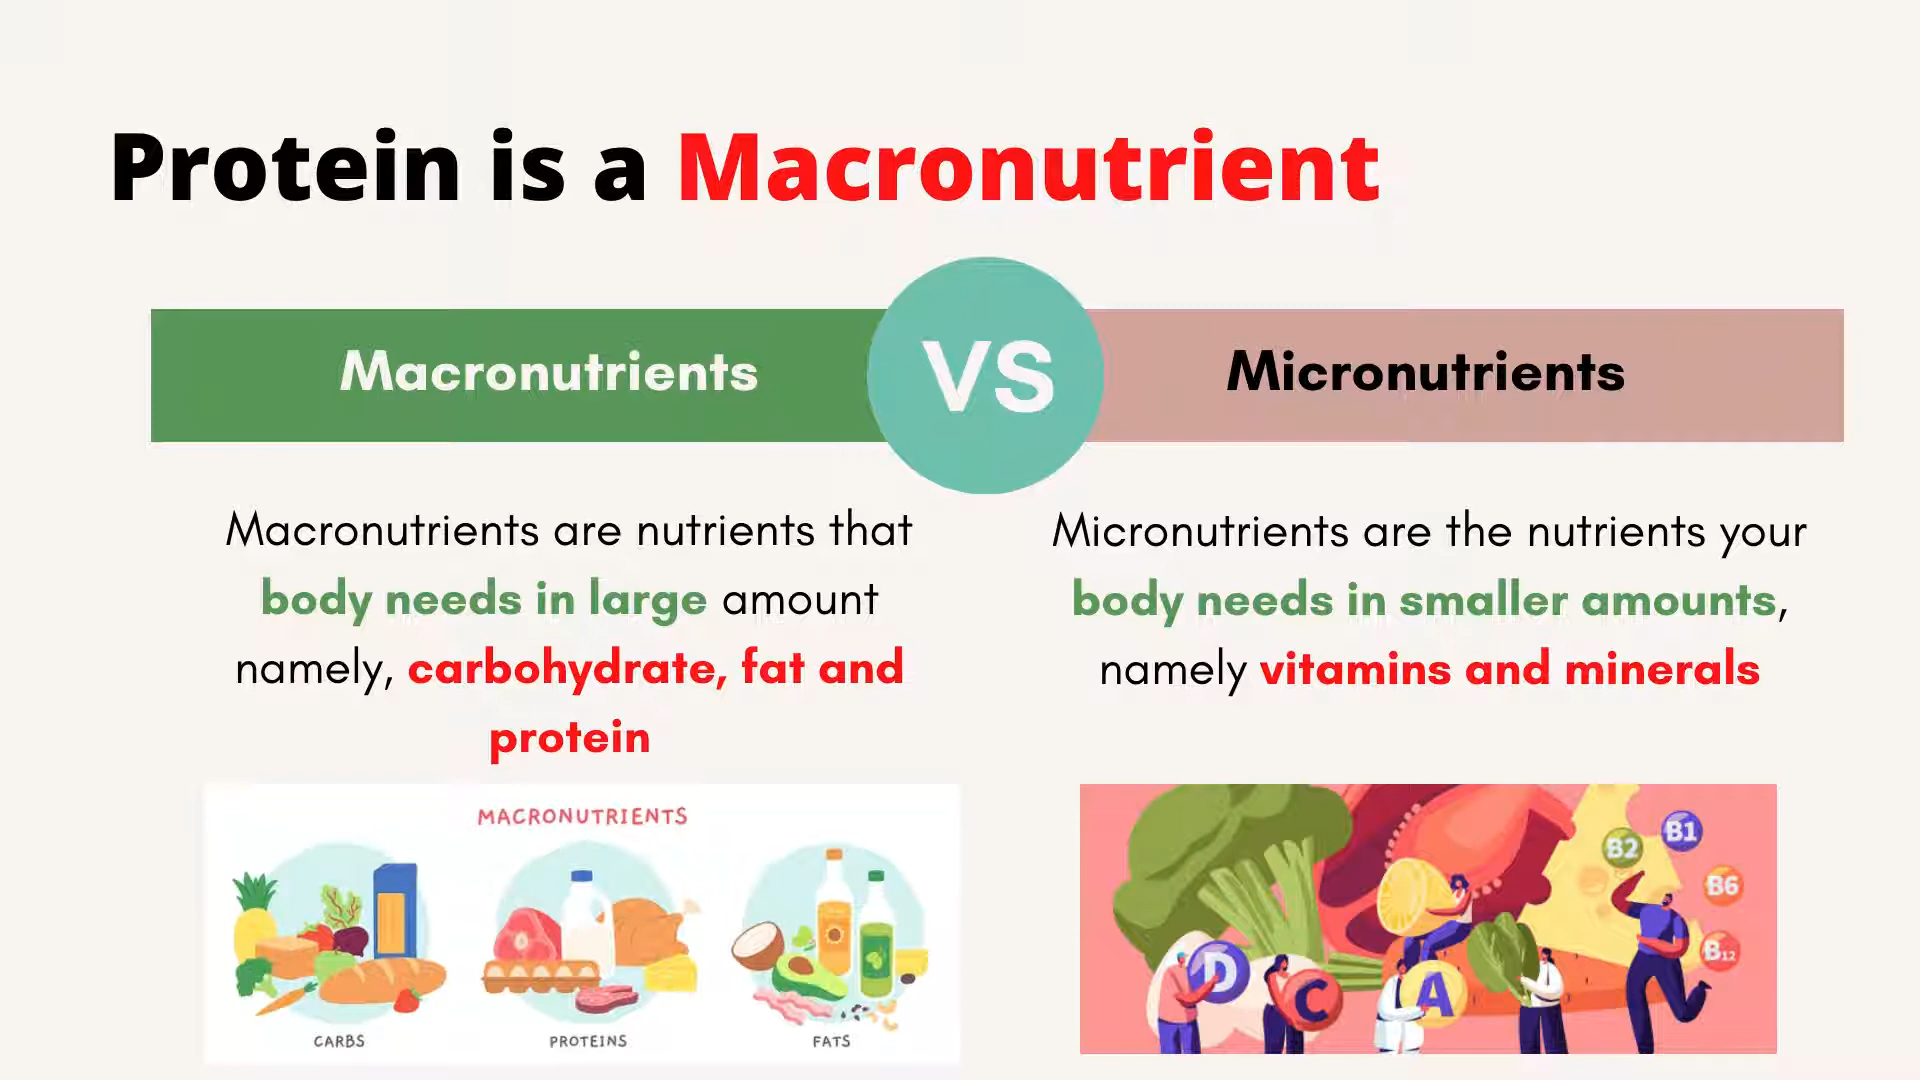 Protein is a Macronutrient
Macronutrients
VS
Micronutrients
Macronutrients are nutrients that
body needs in large amount
namely, carbohydrate, fat and
protein
Micronutrients are the nutrients your
body needs in smaller amounts,
namely vitamins and minerals
MACRONUTRIENTS
CARBS
PROTEINS
FATS
B1
B2
B6
B12
D
C
A